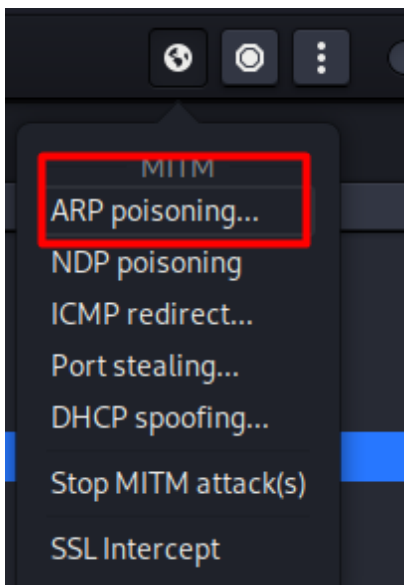 MITM
ARP poisoning...
NDP poisoning
ICMP redirect...
Port stealing...
DHCP spoofing...
Stop MITM attack(s)
SSL Intercept